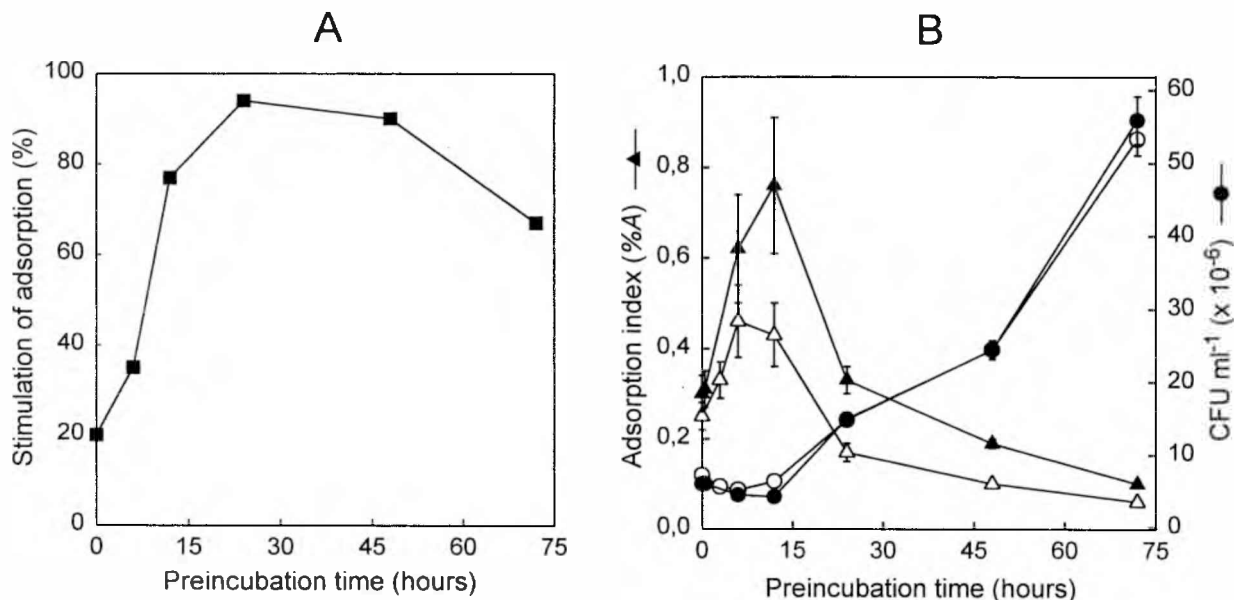 A
Stimulation of adsorption (%)
100
80
60
40
20
0
0 15 30 45 60 75
Preincubation time (hours)
B
Adsorption index (%A)
1,0
0,8
0,6
0,4
0,2
0,0
0 15 30 45 60 75
Preincubation time (hours)
60
50
40
30
20
10
0
CFU ml⁻¹ (x 10⁻⁶)